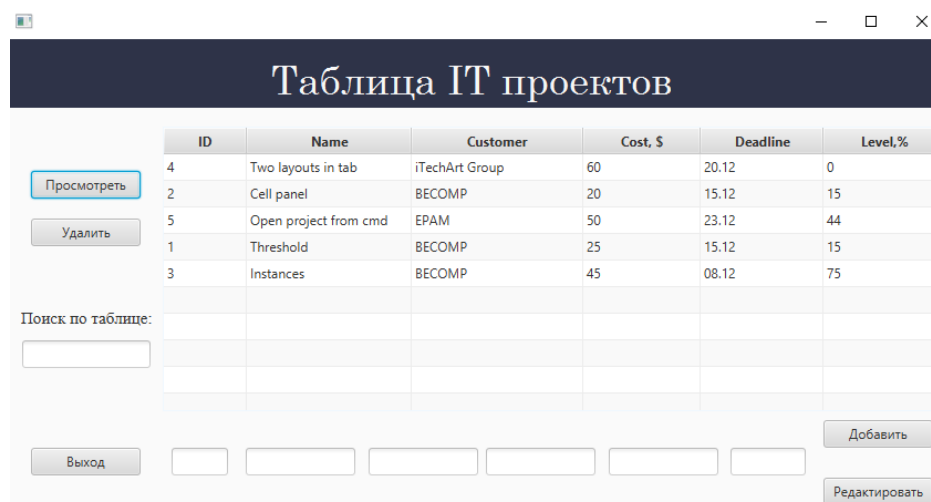 Таблица IT проектов
ID Name Customer Cost, $ Deadline Level,%
4 Two layouts in tab iTechArt Group 60 20.12 0
Просмотреть
2 Cell panel BECOMP 20 15.12 15
5 Open project from cmd EPAM 50 23.12 44
Удалить
1 Threshold BECOMP 25 15.12 15
3 Instances BECOMP 45 08.12 75
Поиск по таблице:
Добавить
Выход
Редактировать